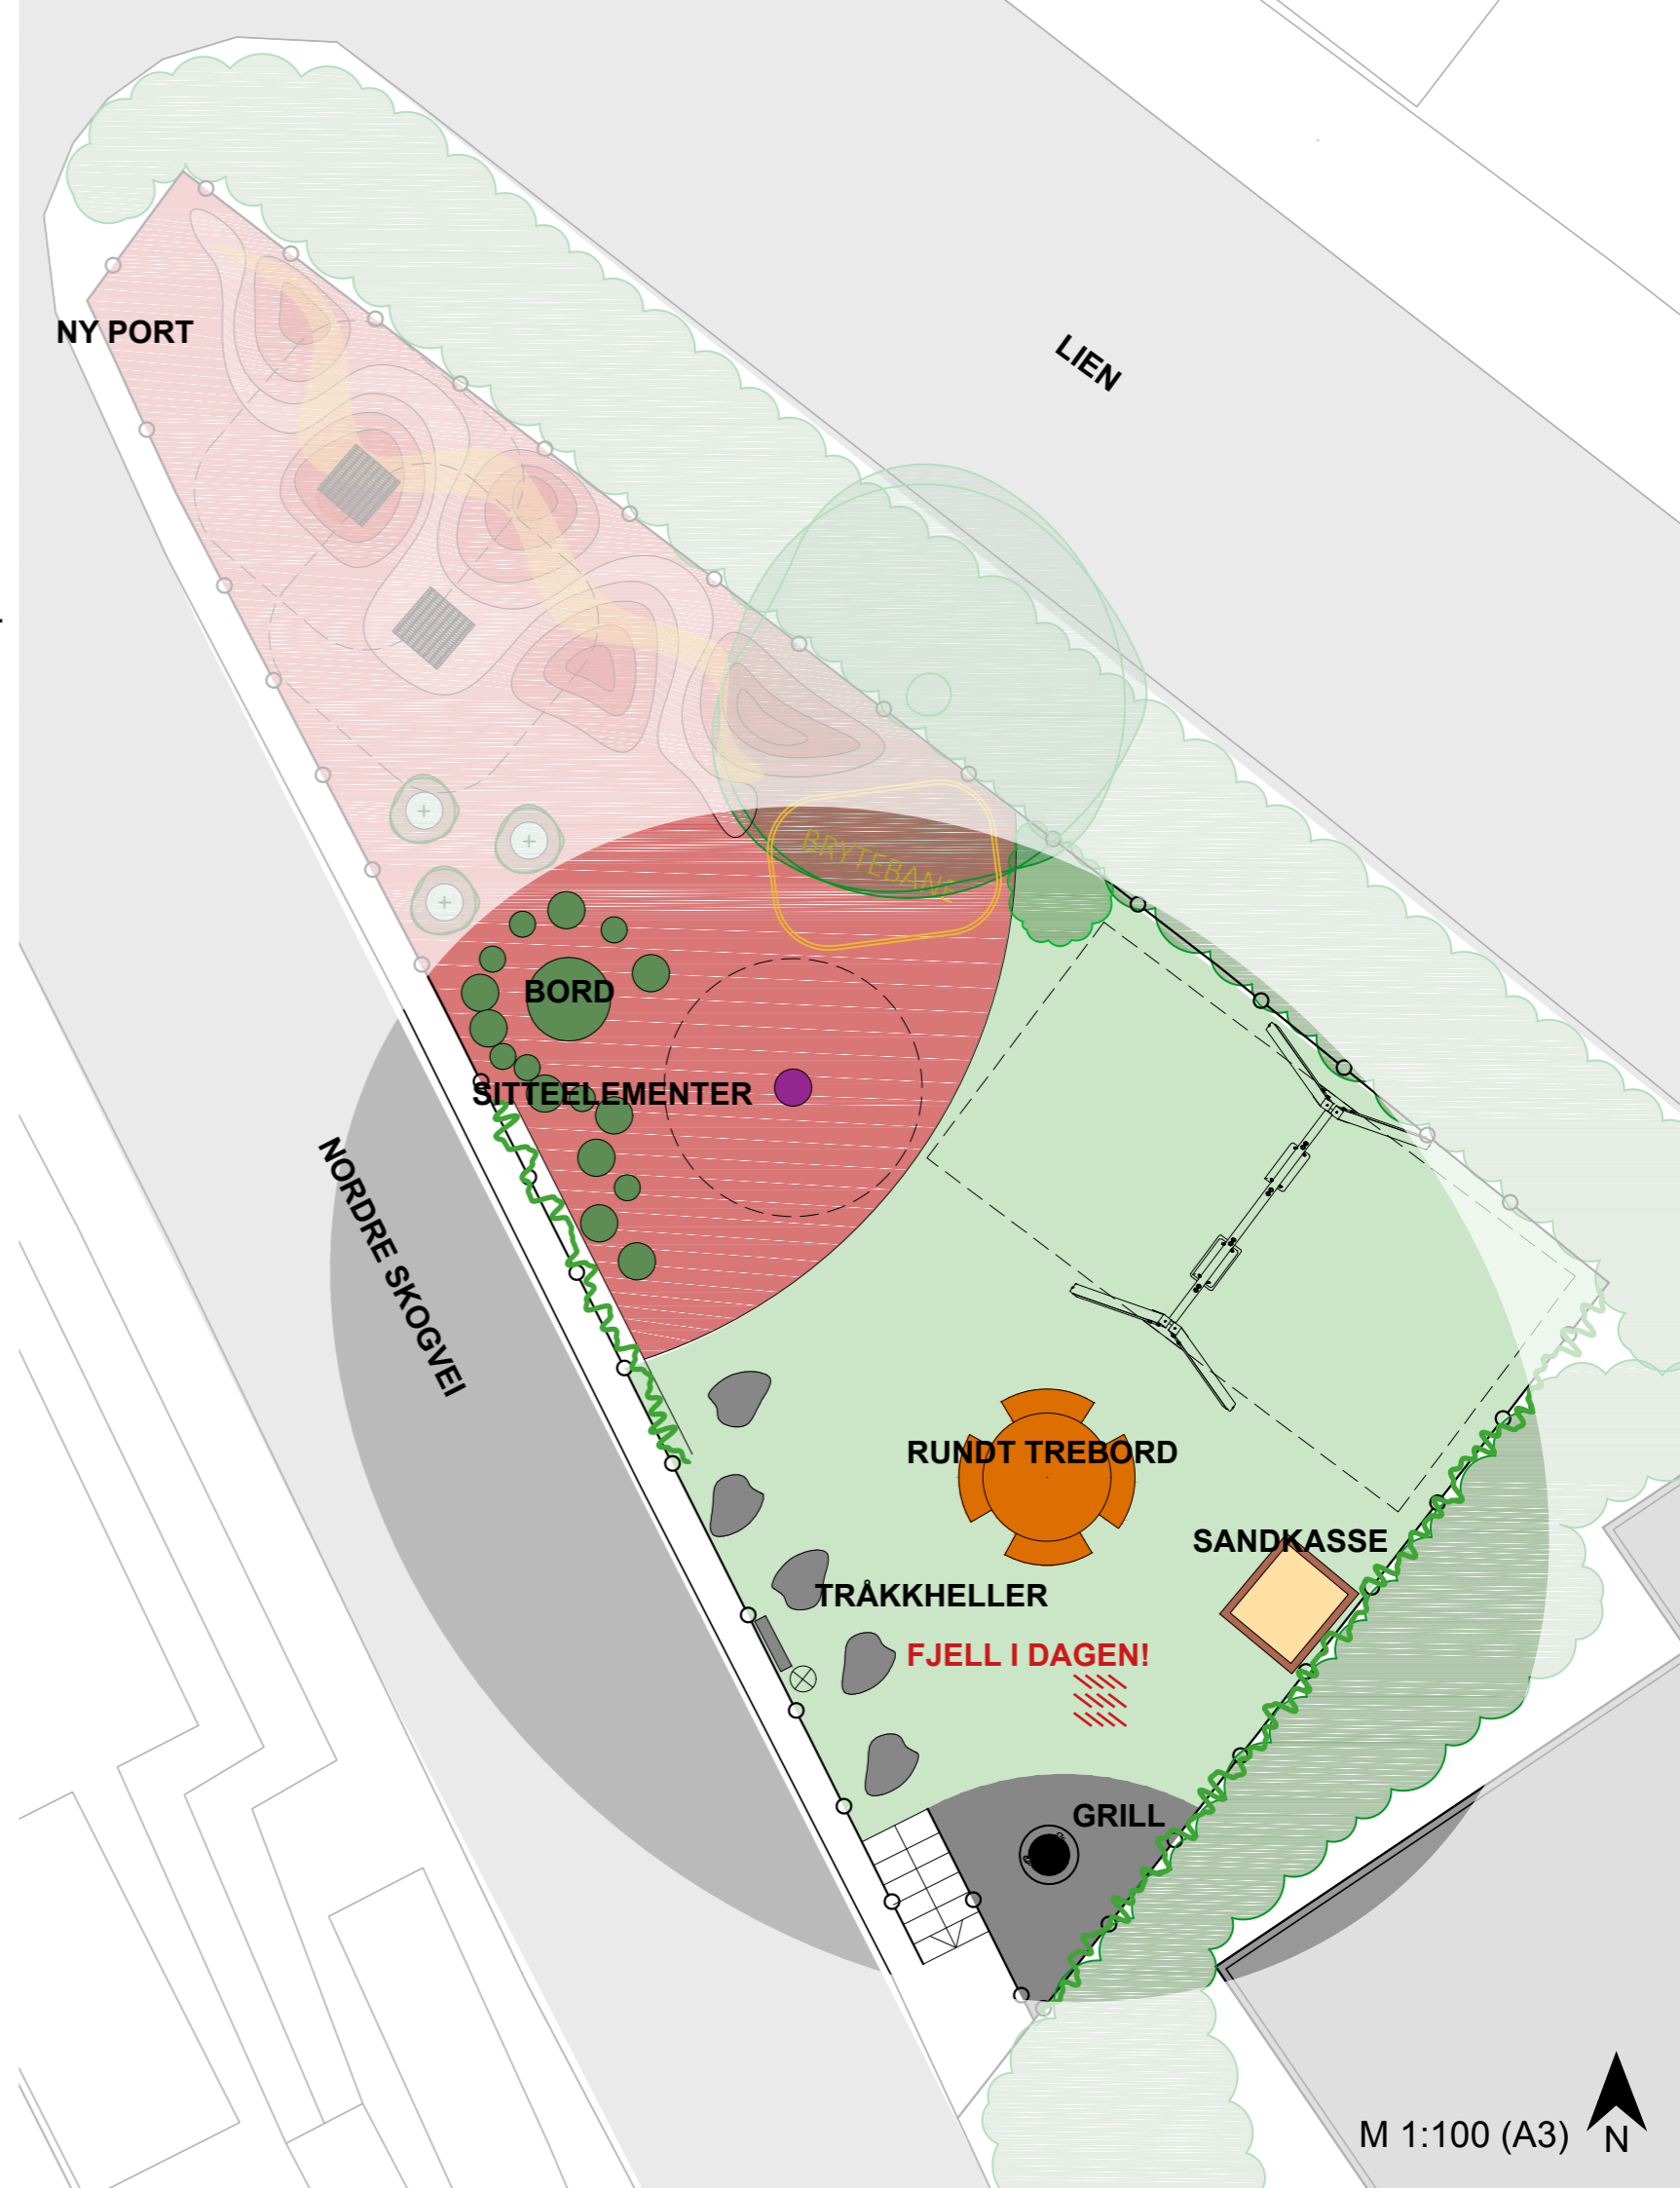 NY PORT
LIEN
BRYTEBANE
BORD
SITTEELEMENTER
NORDRE SKOGVEI
RUNDT TREBORD
SANDKASSE
TRÅKKHELLER
FJELL I DAGEN!
GRILL
M 1:100 (A3)
N